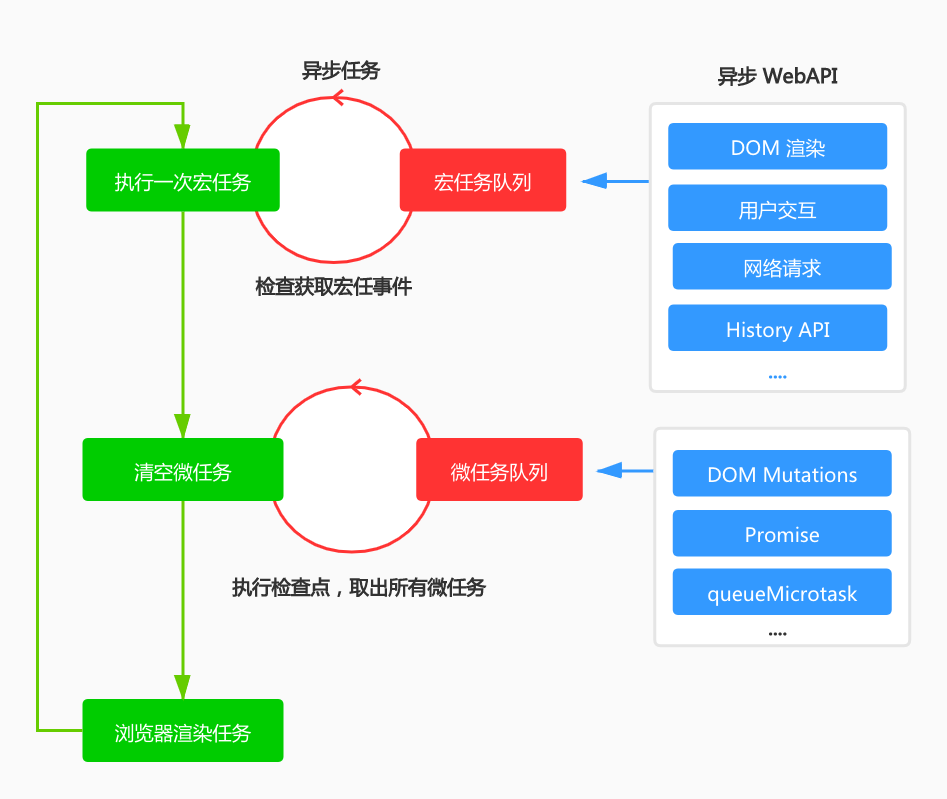 异步任务
异步 WebAPI
执行一次宏任务
宏任务队列
检查获取宏任事件
DOM 渲染
用户交互
网络请求
History API
....
清空微任务
微任务队列
执行检查点，取出所有微任务
DOM Mutations
Promise
queueMicrotask
....
浏览器渲染任务